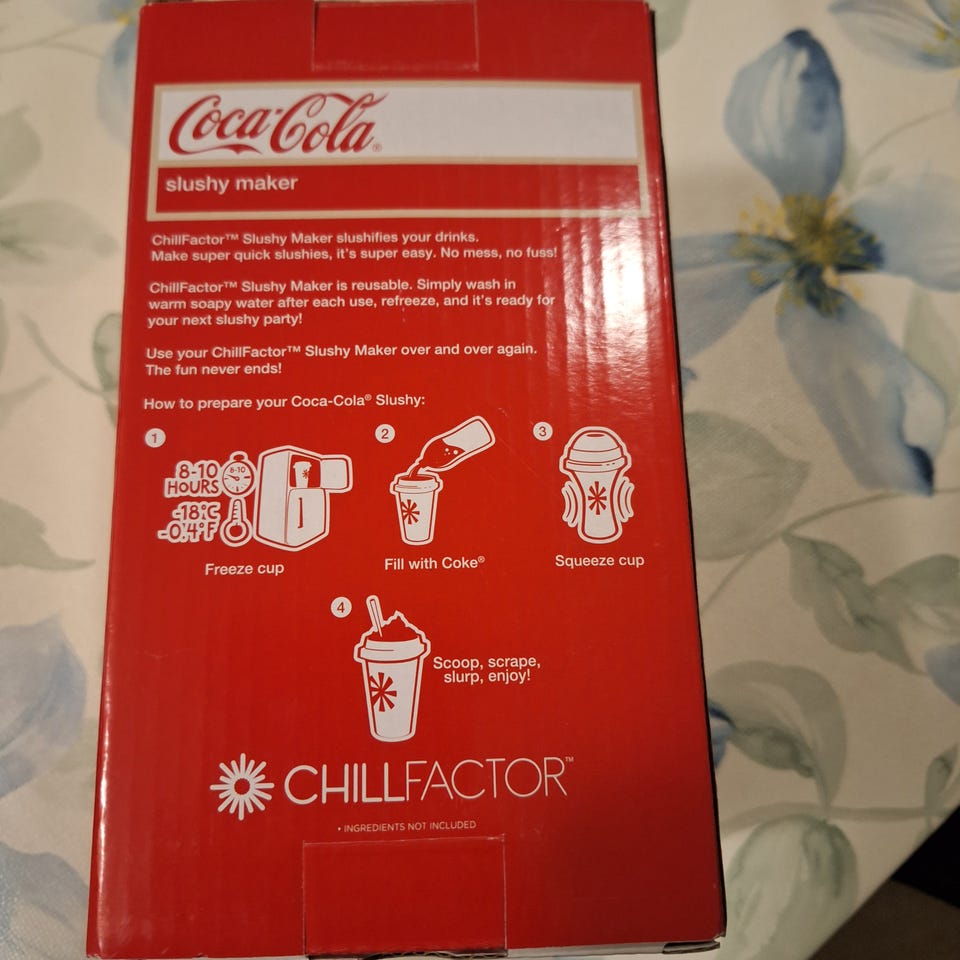 Coca-Cola®
slushy maker
ChillFactor™ Slushy Maker slushifies your drinks.
Make super quick slushies, it's super easy. No mess, no fuss!
ChillFactor™ Slushy Maker is reusable. Simply wash in
warm soapy water after each use, refreeze, and it's ready for
your next slushy party!
Use your ChillFactor™ Slushy Maker over and over again.
The fun never ends!
How to prepare your Coca-Cola® Slushy:
1
8-10
HOURS
8-10
-18°C
-0.4°F
Freeze cup
2
Fill with Coke®
3
Squeeze cup
4
Scoop, scrape,
slurp, enjoy!
CHILLFACTOR™
• INGREDIENTS NOT INCLUDED